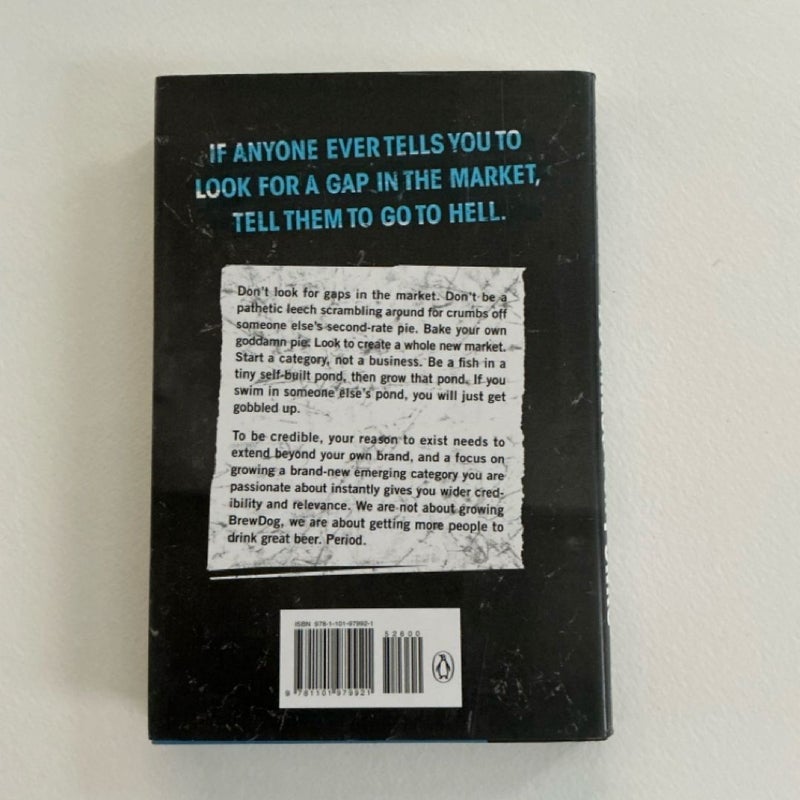 IF ANYONE EVER TELLS YOU TO
LOOK FOR A GAP IN THE MARKET,
TELL THEM TO GO TO HELL.
Don't look for gaps in the market. Don't be a
pathetic leech scrambling around for crumbs off
someone else's second-rate pie. Bake your own
goddamn pie. Look to create a whole new market.
Start a category, not a business. Be a fish in a
tiny self-built pond, then grow that pond. If you
swim in someone else's pond, you will just get
gobbled up.
To be credible, your reason to exist needs to
extend beyond your own brand, and a focus on
growing a brand-new emerging category you are
passionate about instantly gives you wider cred-
ibility and relevance. We are not about growing
BrewDog, we are about getting more people to
drink great beer. Period.
ISBN 978-1-101-97992-1
52600
9 781101 979921